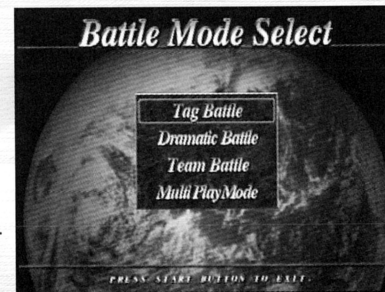 Battle Mode Select
Tag Battle
Dramatic Battle
Team Battle
Multi PlayMode
PRESS START BUTTON TO EXIT.